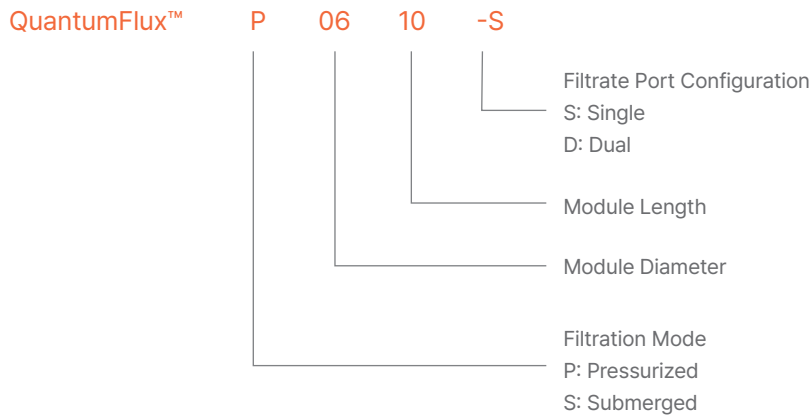 QuantumFlux™ P 06 10 -S
Filtrate Port Configuration
S: Single
D: Dual
Module Length
Module Diameter
Filtration Mode
P: Pressurized
S: Submerged